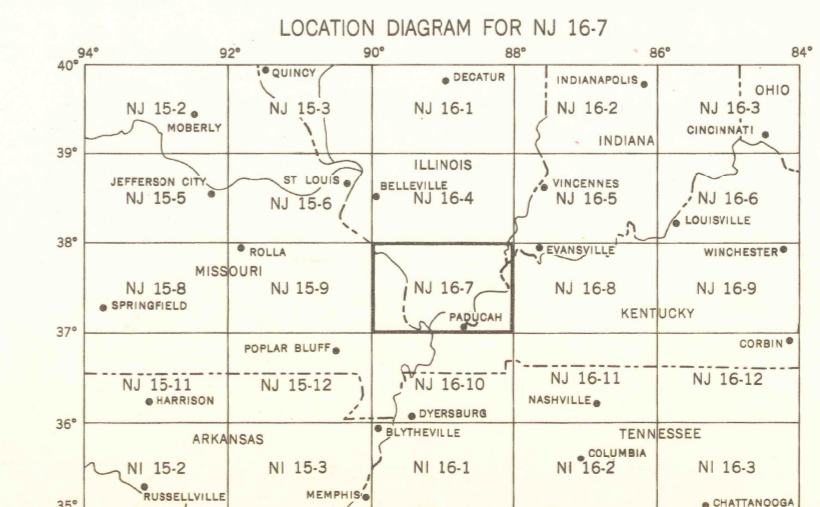 LOCATION DIAGRAM FOR NJ 16-7
94° 92° 90° 88° 86° 84°
40°
QUINCY DECATUR INDIANAPOLIS
OHIO
NJ 15-2 NJ 15-3 NJ 16-1 NJ 16-2 NJ 16-3
MOBERLY CINCINNATI
INDIANA
39°
ILLINOIS
JEFFERSON CITY ST LOUIS BELLEVILLE VINCENNES
NJ 15-5 NJ 15-6 NJ 16-4 NJ 16-5 NJ 16-6
LOUISVILLE
38°
ROLLA EVANSVILLE WINCHESTER
MISSOURI
NJ 15-8 NJ 15-9 NJ 16-7 NJ 16-8 NJ 16-9
SPRINGFIELD PADUCAH KENTUCKY
37°
POPLAR BLUFF CORBIN
NJ 15-11 NJ 15-12 NJ 16-10 NJ 16-11 NJ 16-12
HARRISON NASHVILLE
DYERSBURG
36°
BLYTHEVILLE TENNESSEE
ARKANSAS
COLUMBIA
NI 15-2 NI 15-3 NI 16-1 NI 16-2 NI 16-3
RUSSELLVILLE MEMPHIS CHATTANOOGA
35°